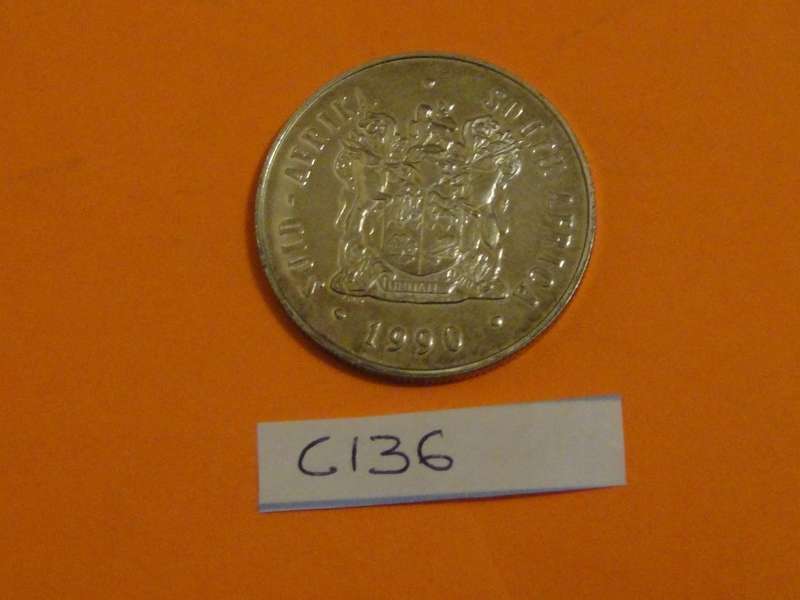 SUID-AFRIKA · SOUTH AFRICA
· 1990 ·
C136